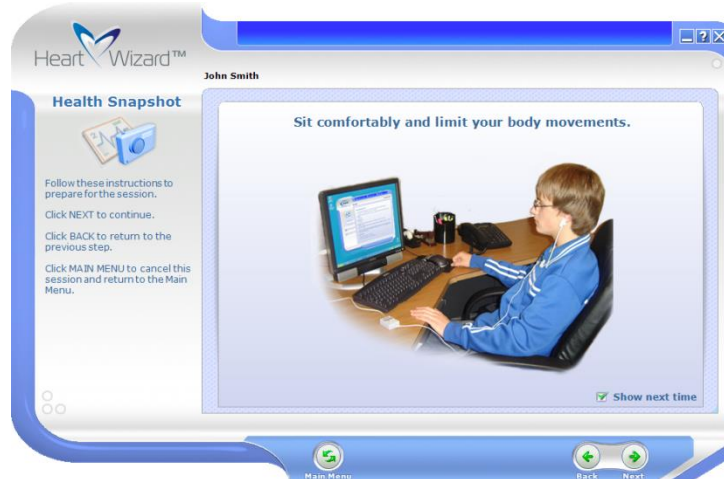 Heart Wizard™
John Smith
Health Snapshot
Follow these instructions to
prepare for the session.
Click NEXT to continue.
Click BACK to return to the
previous step.
Click MAIN MENU to cancel this
session and return to the Main
Menu.
Sit comfortably and limit your body movements.
Show next time
Main Menu
Back
Next